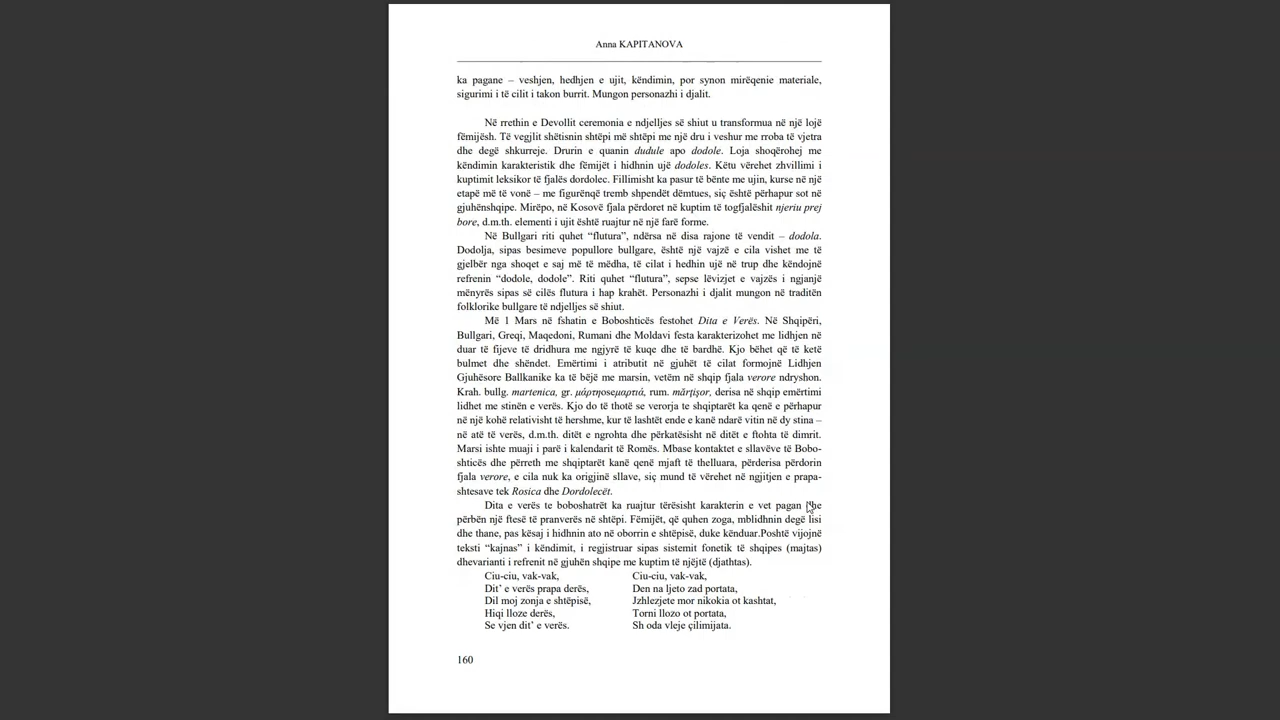 Anna KAPITANOVA
ka pagane – veshjen, hedhjen e ujit, këndimin, por synon mirëqenie materiale,
sigurimi i të cilit i takon burrit. Mungon personazhi i djalit.
Në rrethin e Devollit ceremonia e ndjelljes së shiut u transformua në një lojë
fëmijësh. Të vegjlit shëtisnin shtëpi më shtëpi me një dru i veshur me rroba të vjetra
dhe degë shkurreje. Drurin e quanin dudule apo dodole. Loja shoqërohej me
këndimin karakteristik dhe fëmijët i hidhnin ujë dodoles. Këtu vërehet zhvillimi i
kuptimit leksikor të fjalës dordolec. Fillimisht ka pasur të bënte me ujin, kurse në një
etapë më të vonë – me figurënqë tremb shpendët dëmtues, siç është përhapur sot në
gjuhënshqipe. Mirëpo, në Kosovë fjala përdoret në kuptim të togfjalëshit njeriu prej
bore, d.m.th. elementi i ujit është ruajtur në një farë forme.
Në Bullgari riti quhet “flutura”, ndërsa në disa rajone të vendit – dodola.
Dodolja, sipas besimeve popullore bullgare, është një vajzë e cila vishet me të
gjelbër nga shoqet e saj më të mëdha, të cilat i hedhin ujë në trup dhe këndojnë
refrenin “dodole, dodole”. Riti quhet “flutura”, sepse lëvizjet e vajzës i ngjanjë
mënyrës sipas së cilës flutura i hap krahët. Personazhi i djalit mungon në traditën
folklorike bullgare të ndjelljes së shiut.
Më 1 Mars në fshatin e Boboshticës festohet Dita e Verës. Në Shqipëri,
Bullgari, Greqi, Maqedoni, Rumani dhe Moldavi festa karakterizohet me lidhjen në
duar të fijeve të dridhura me ngjyrë të kuqe dhe të bardhë. Kjo bëhet që të ketë
bulmet dhe shëndet. Emërtimi i atributit në gjuhët të cilat formojnë Lidhjen
Gjuhësore Ballkanike ka të bëjë me marsin, vetëm në shqip fjala verore ndryshon.
Krah. bullg. martenica, gr. μάρτηoseμαρτιά, rum. mărţişor, derisa në shqip emërtimi
lidhet me stinën e verës. Kjo do të thotë se verorja te shqiptarët ka qenë e përhapur
në një kohë relativisht të hershme, kur të lashtët ende e kanë ndarë vitin në dy stina –
në atë të verës, d.m.th. ditët e ngrohta dhe përkatësisht në ditët e ftohta të dimrit.
Marsi ishte muaji i parë i kalendarit të Romës. Mbase kontaktet e sllavëve të Bobo-
shticës dhe përreth me shqiptarët kanë qenë mjaft të thelluara, përderisa përdorin
fjala verore, e cila nuk ka origjinë sllave, siç mund të vërehet në ngjitjen e prapa-
shtesave tek Rosica dhe Dordolecët.
Dita e verës te boboshatrët ka ruajtur tërësisht karakterin e vet pagan dhe
përbën një ftesë të pranverës në shtëpi. Fëmijët, që quhen zoga, mblidhnin degë lisi
dhe thane, pas kësaj i hidhnin ato në oborrin e shtëpisë, duke kënduar.Poshtë vijojnë
teksti “kajnas” i këndimit, i regjistruar sipas sistemit fonetik të shqipes (majtas)
dhevarianti i refrenit në gjuhën shqipe me kuptim të njëjtë (djathtas).
Ciu-ciu, vak-vak, Ciu-ciu, vak-vak,
Dit’ e verës prapa derës, Den na ljeto zad portata,
Dil moj zonja e shtëpisë, Jzhlezjete mor nikokia ot kashtat,
Hiqi lloze derës, Torni llozo ot portata,
Se vjen dit’ e verës. Sh oda vleje çilimijata.
160